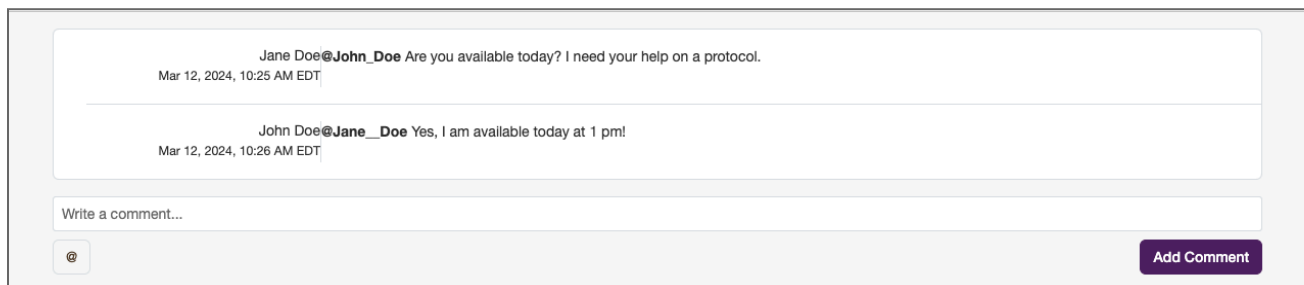 Jane Doe @John_Doe Are you available today? I need your help on a protocol.
Mar 12, 2024, 10:25 AM EDT
John Doe @Jane__Doe Yes, I am available today at 1 pm!
Mar 12, 2024, 10:26 AM EDT
Write a comment...
@ Add Comment